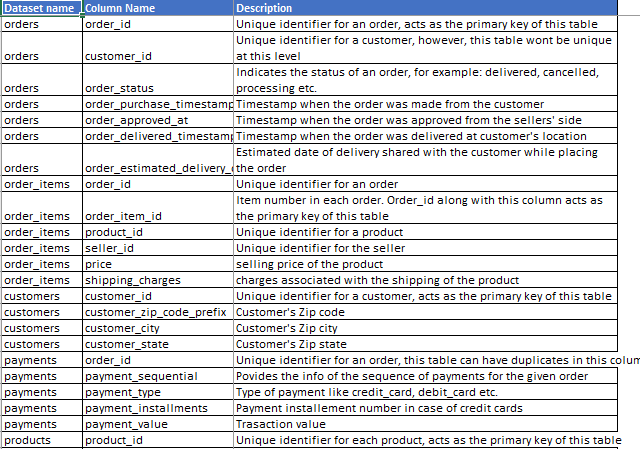 Dataset name Column Name Description
orders order_id Unique identifier for an order, acts as the primary key of this table
Unique identifier for a customer, however, this table wont be unique
orders customer_id at this level
Indicates the status of an order, for example: delivered, cancelled,
orders order_status processing etc.
orders order_purchase_timestamp Timestamp when the order was made from the customer
orders order_approved_at Timestamp when the order was approved from the sellers' side
orders order_delivered_timestamp Timestamp when the order was delivered at customer's location
Estimated date of delivery shared with the customer while placing
orders order_estimated_delivery_ the order
order_items order_id Unique identifier for an order
Item number in each order. Order_id along with this column acts as
order_items order_item_id the primary key of this table
order_items product_id Unique identifier for a product
order_items seller_id Unique identifier for the seller
order_items price selling price of the product
order_items shipping_charges charges associated with the shipping of the product
customers customer_id Unique identifier for a customer, acts as the primary key of this table
customers customer_zip_code_prefix Customer's Zip code
customers customer_city Customer's Zip city
customers customer_state Customer's Zip state
payments order_id Unique identifier for an order, this table can have duplicates in this colum
payments payment_sequential Povides the info of the sequence of payments for the given order
payments payment_type Type of payment like credit_card, debit_card etc.
payments payment_installments Payment installement number in case of credit cards
payments payment_value Trasaction value
products product_id Unique identifier for each product, acts as the primary key of this table